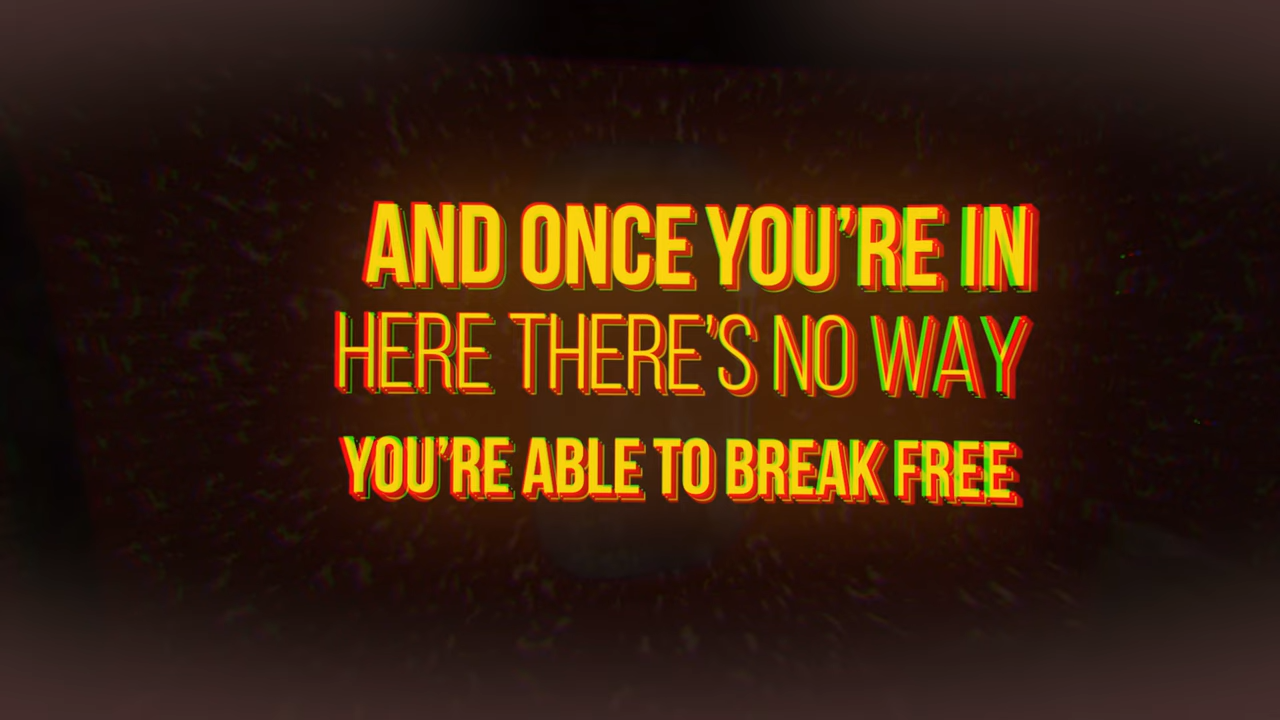 AND ONCE YOU’RE IN
HERE THERE’S NO WAY
YOU’RE ABLE TO BREAK FREE